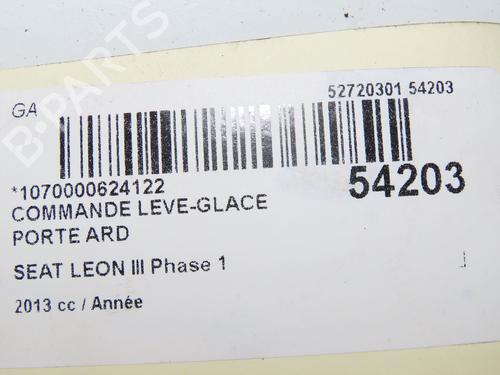 B-PARTS
GA
52720301 54203
*1070000624122
54203
COMMANDE LEVE-GLACE
PORTE ARD
SEAT LEON III Phase 1
2013 cc / Année